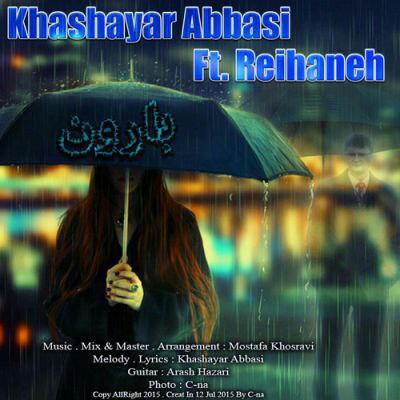 Khashayar Abbasi
Ft. Reihaneh
بارون
Music . Mix & Master . Arrangement : Mostafa Khosravi
Melody . Lyrics : Khashayar Abbasi
Guitar : Arash Hazari
Photo : C-na
Copy AllRight 2015 . Creat In 12 Jul 2015 By C-na